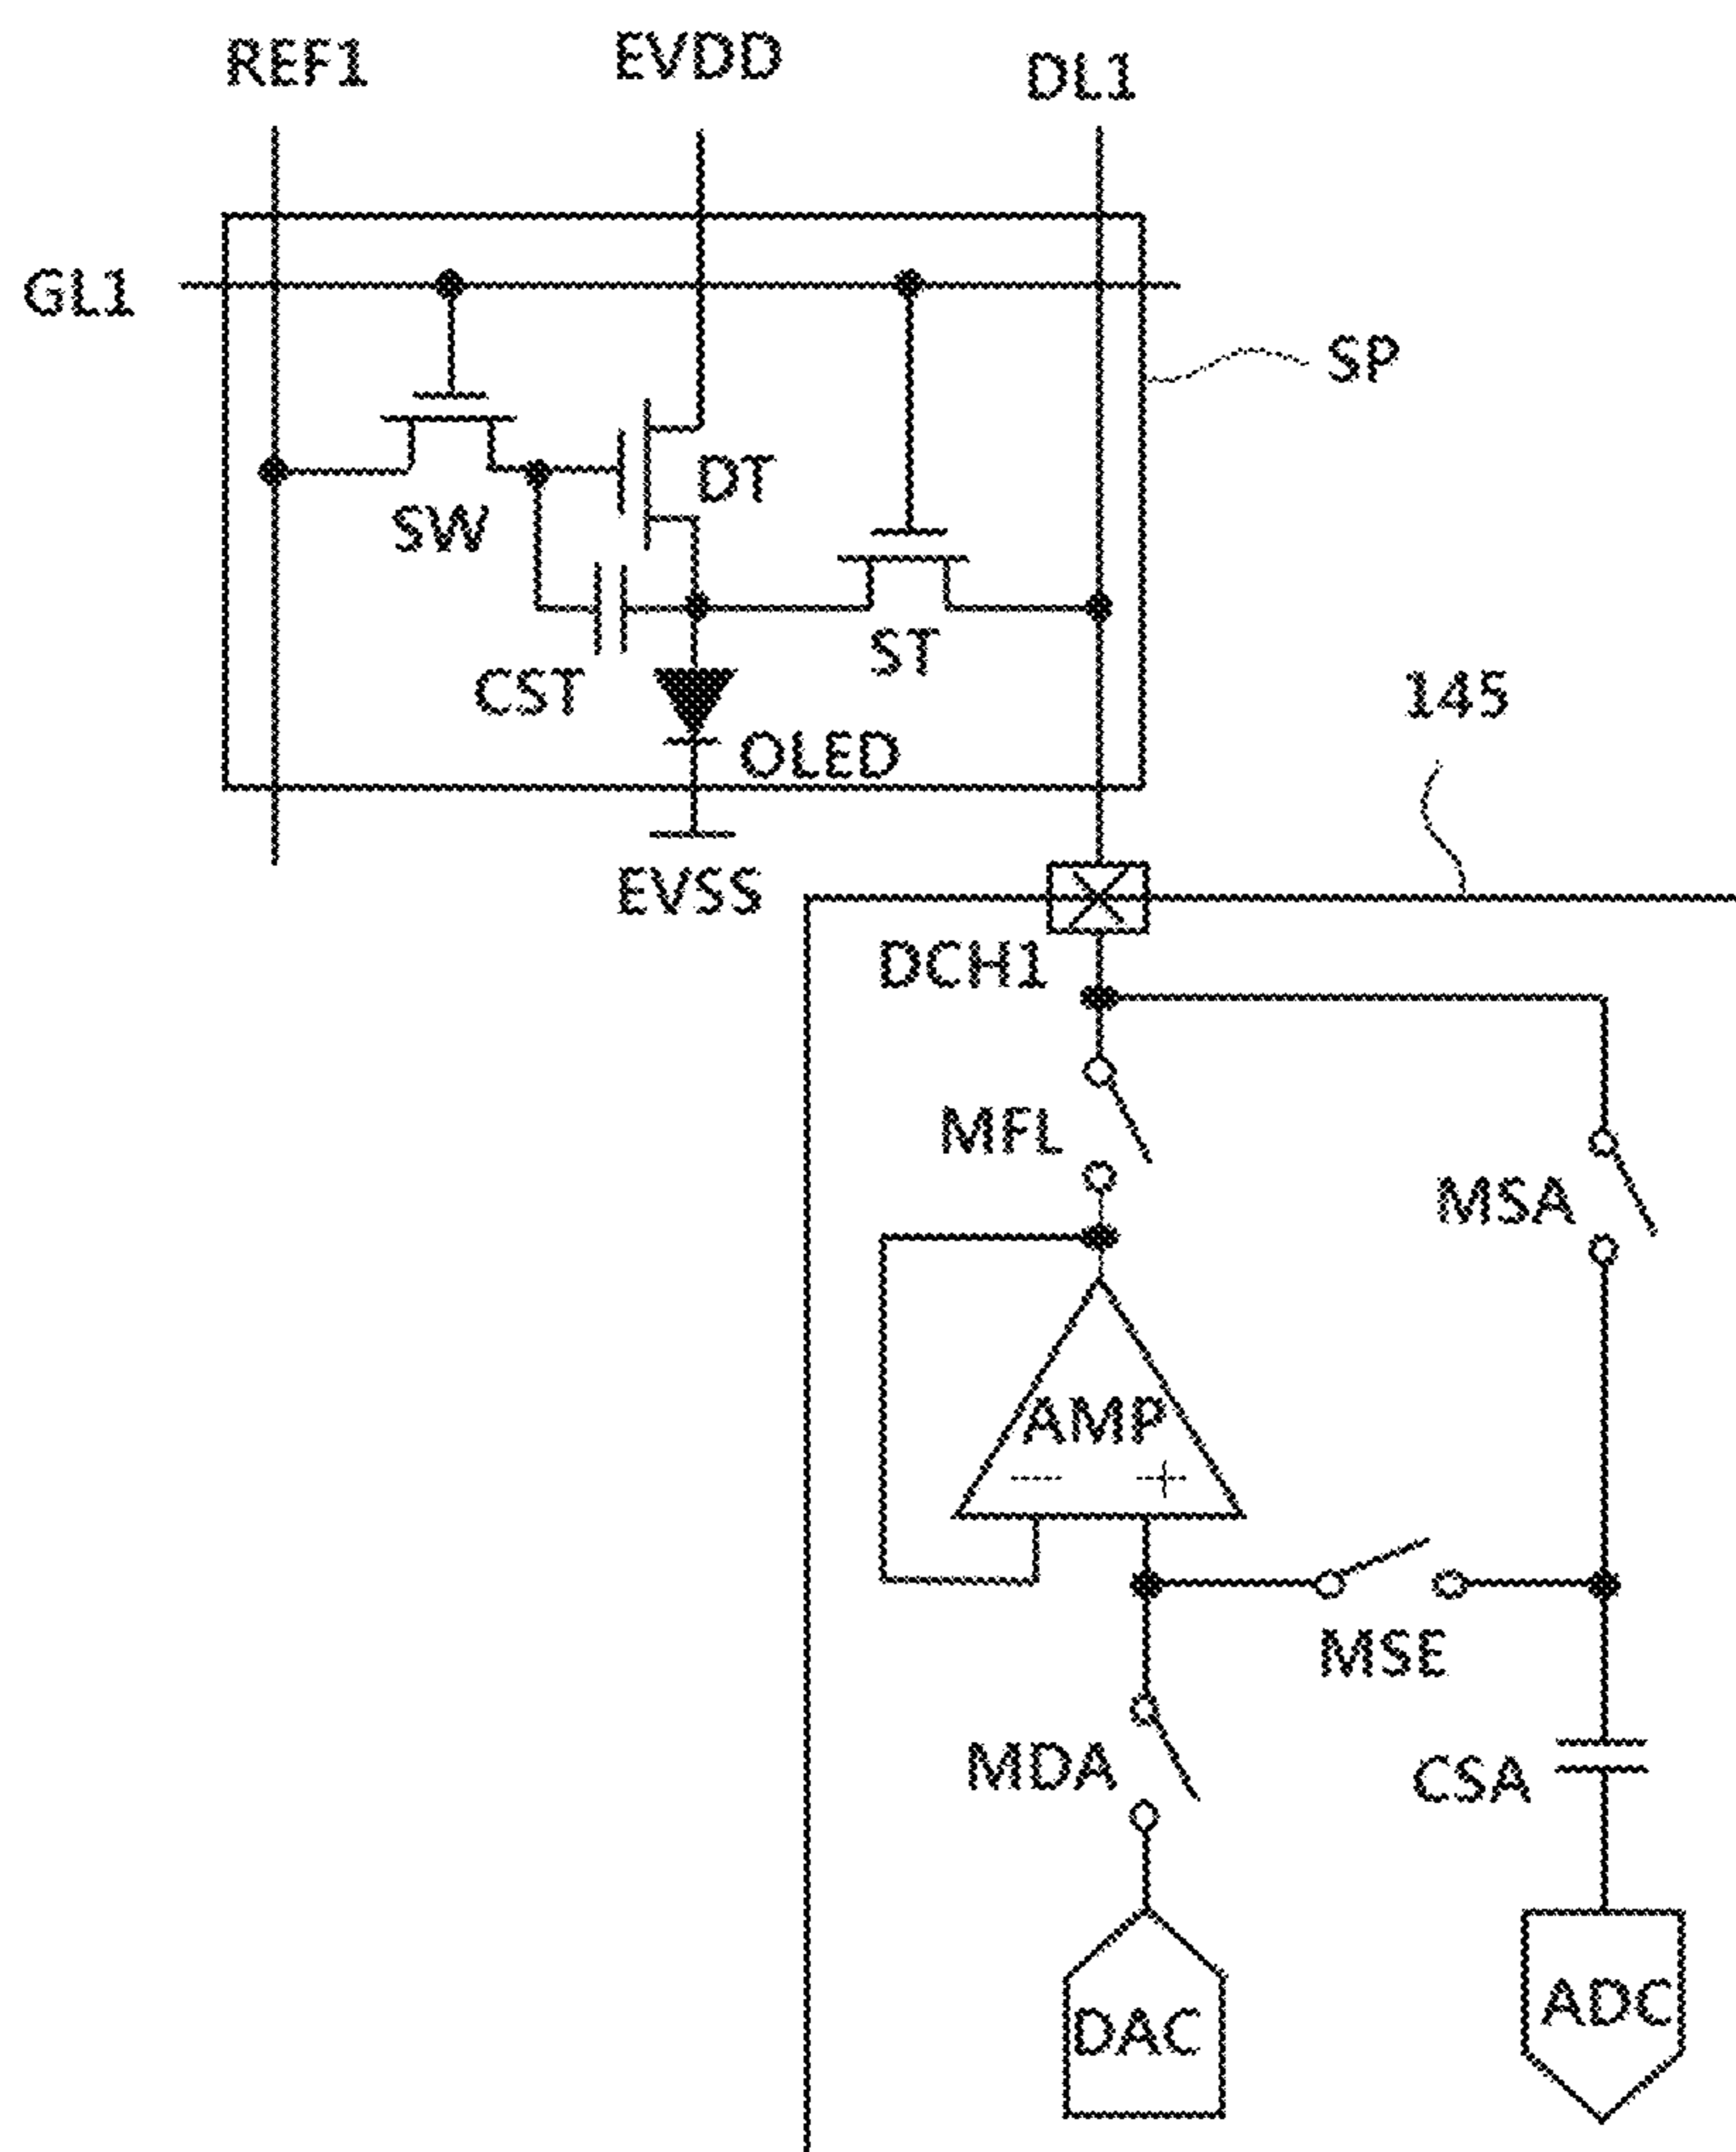 REF1
EVDD
DL1
GL1
SP
DT
SW
ST
CST
OLED
145
EVSS
DCH1
MFL
MSA
AMP
- +
MSE
MDA
CSA
ADC
DAC